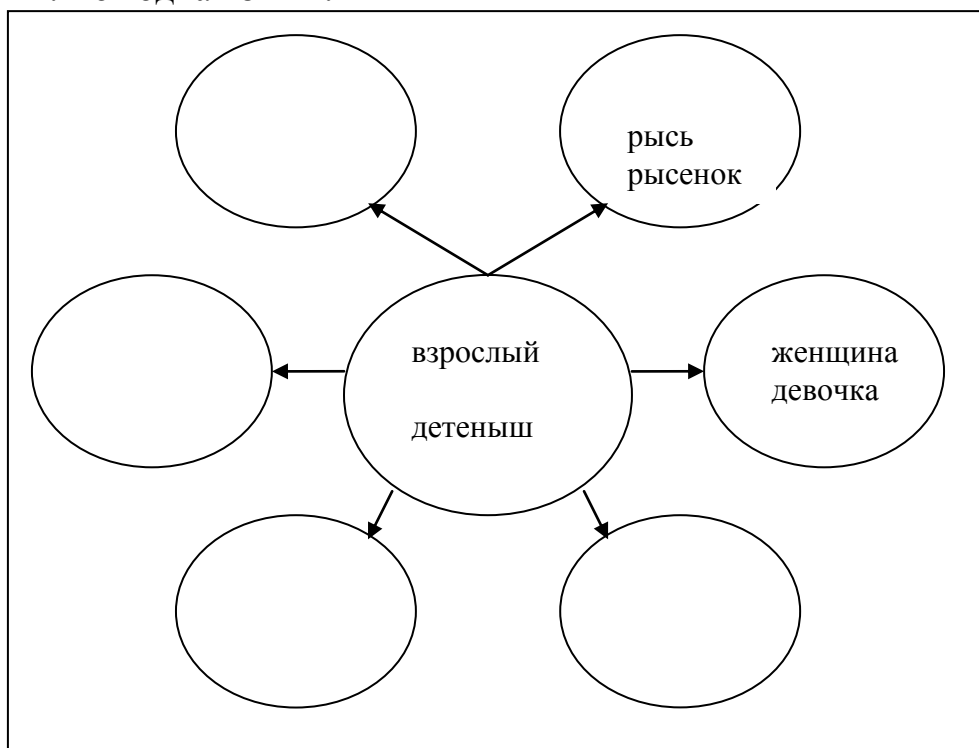 рысь
рысенок
взрослый
детеныш
женщина
девочка